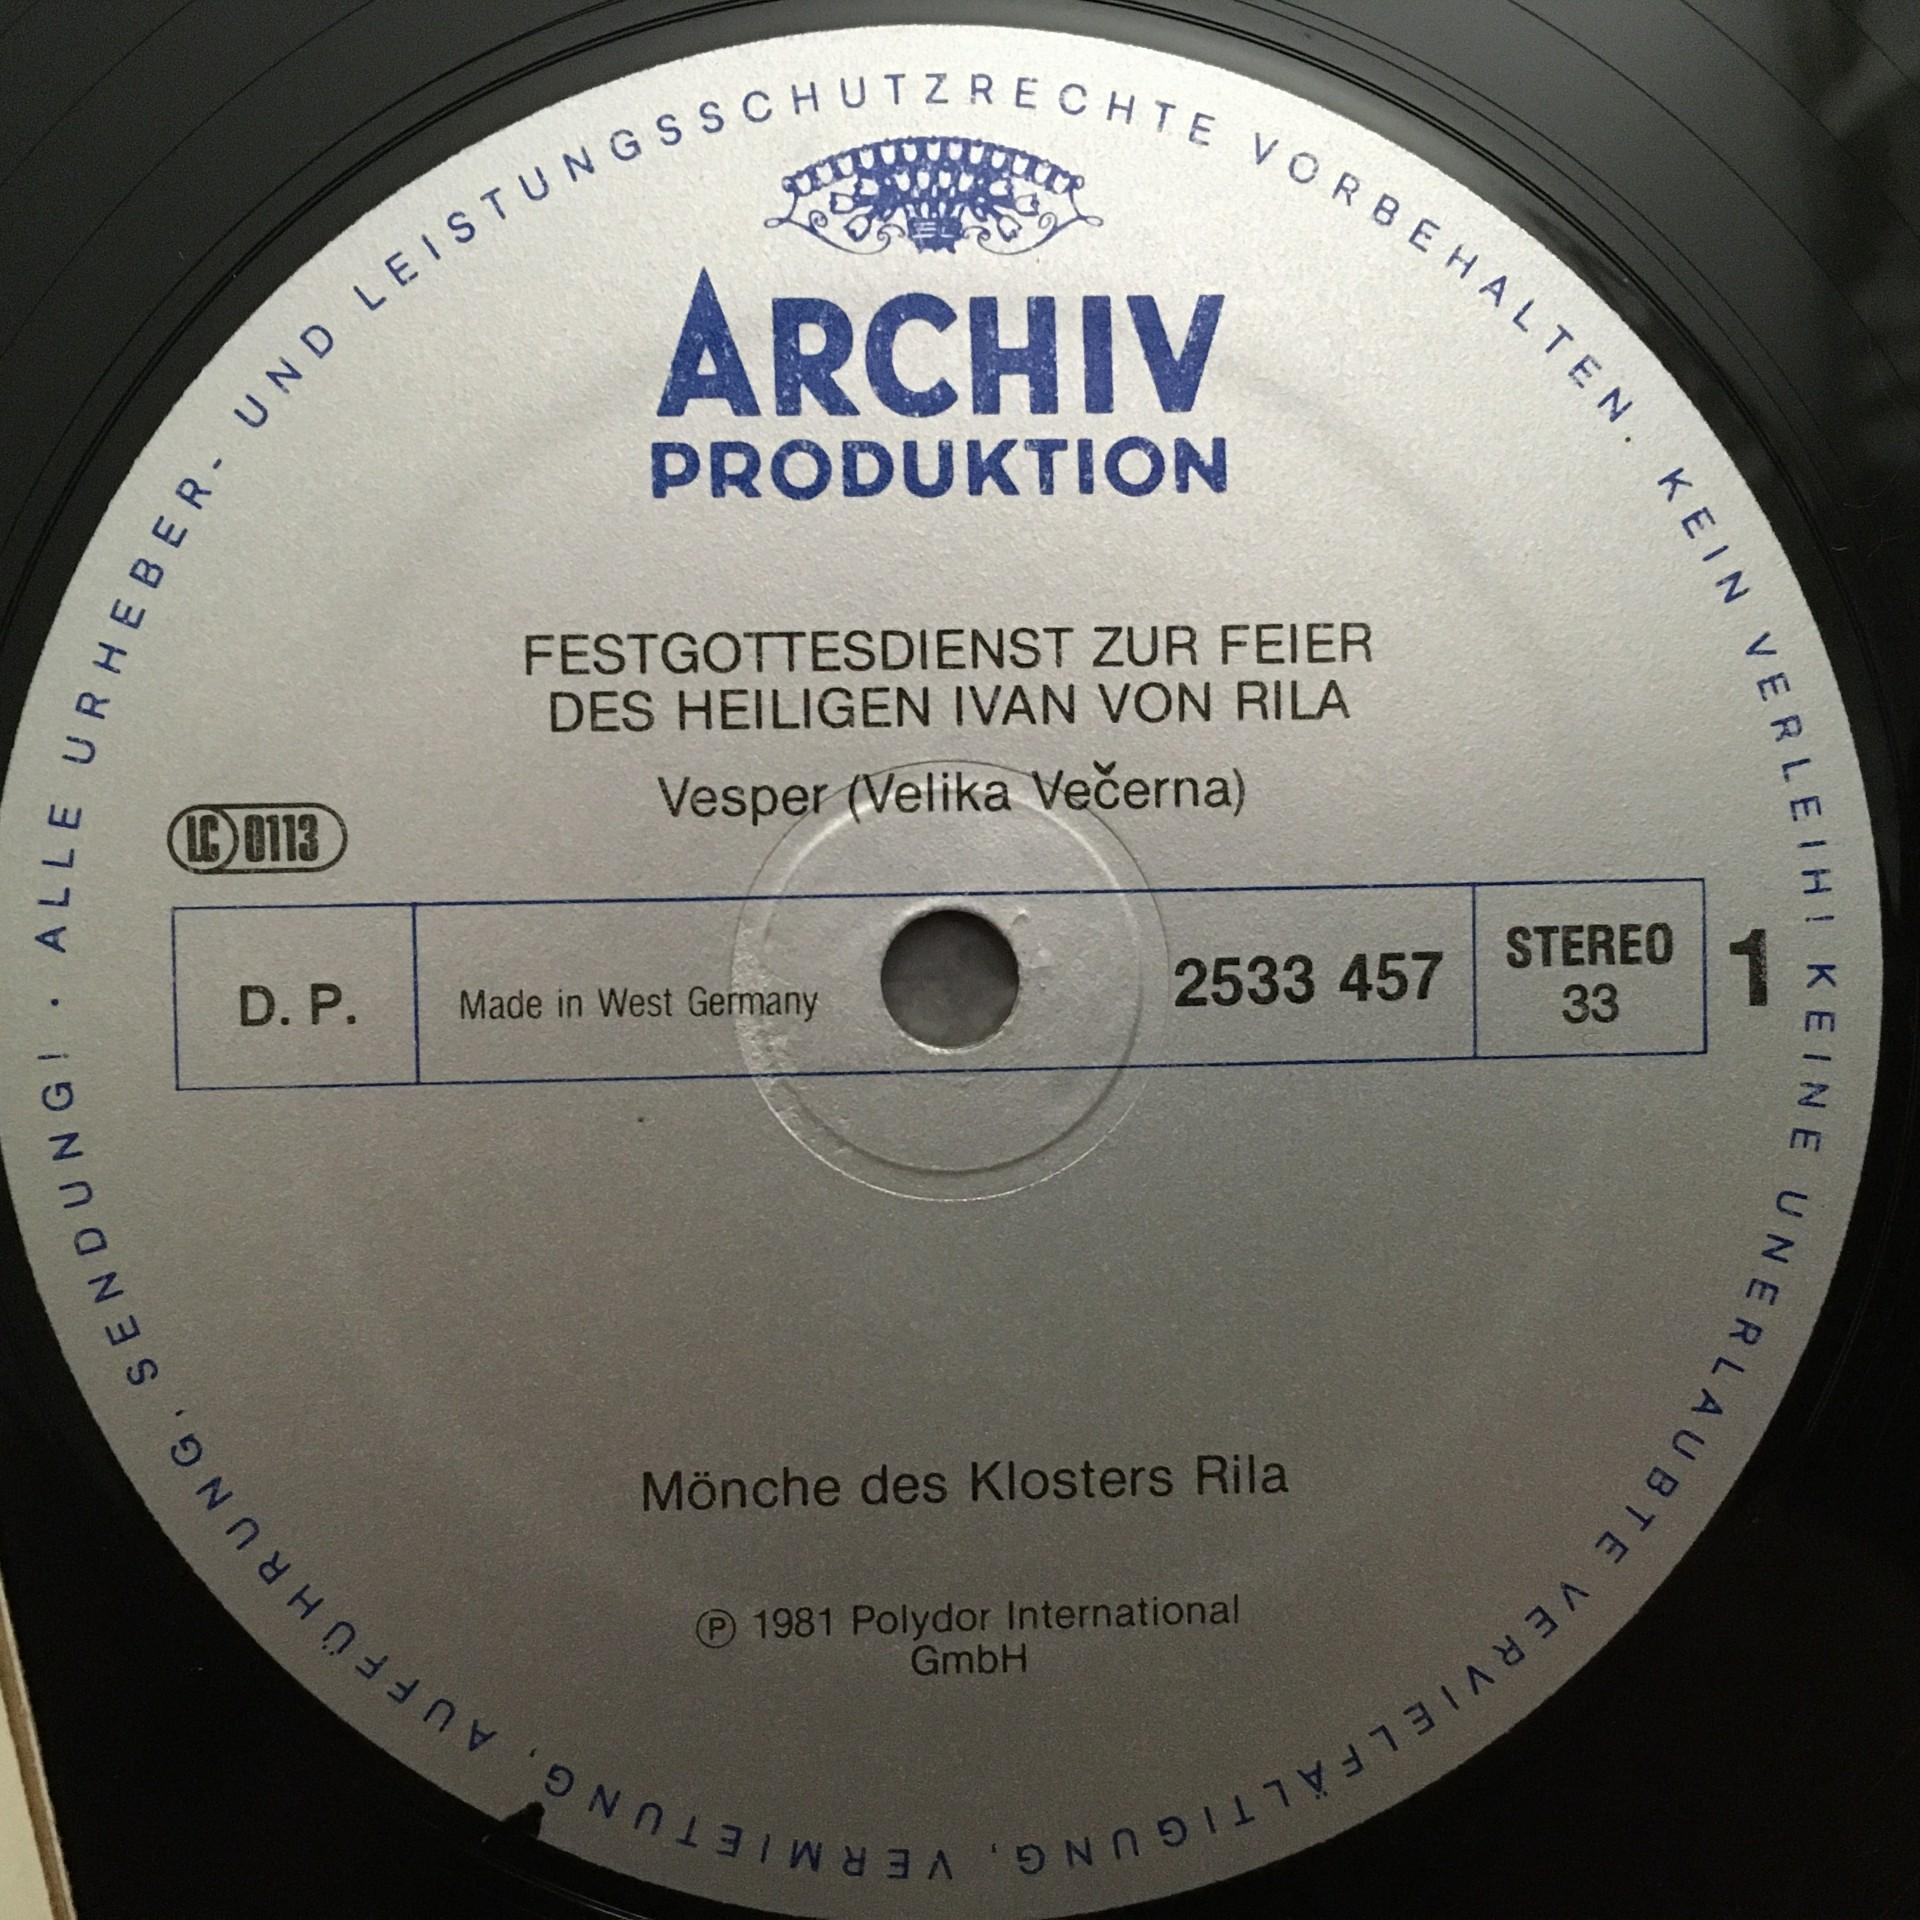 ALLE URHEBER- UND LEISTUNGSSCHUTZRECHTE VORBEHALTEN. KEIN VERLEIH! KEINE UNERLAUBTE VERVIELFÄLTIGUNG, VERMIETUNG, AUFFÜHRUNG, SENDUNG! ·
ARCHIV
PRODUKTION
FESTGOTTESDIENST ZUR FEIER
DES HEILIGEN IVAN VON RILA
Vesper (Velika Večerna)
LC 0113
D. P.
Made in West Germany
2533 457
STEREO
33
1
Mönche des Klosters Rila
Ⓟ 1981 Polydor International
GmbH